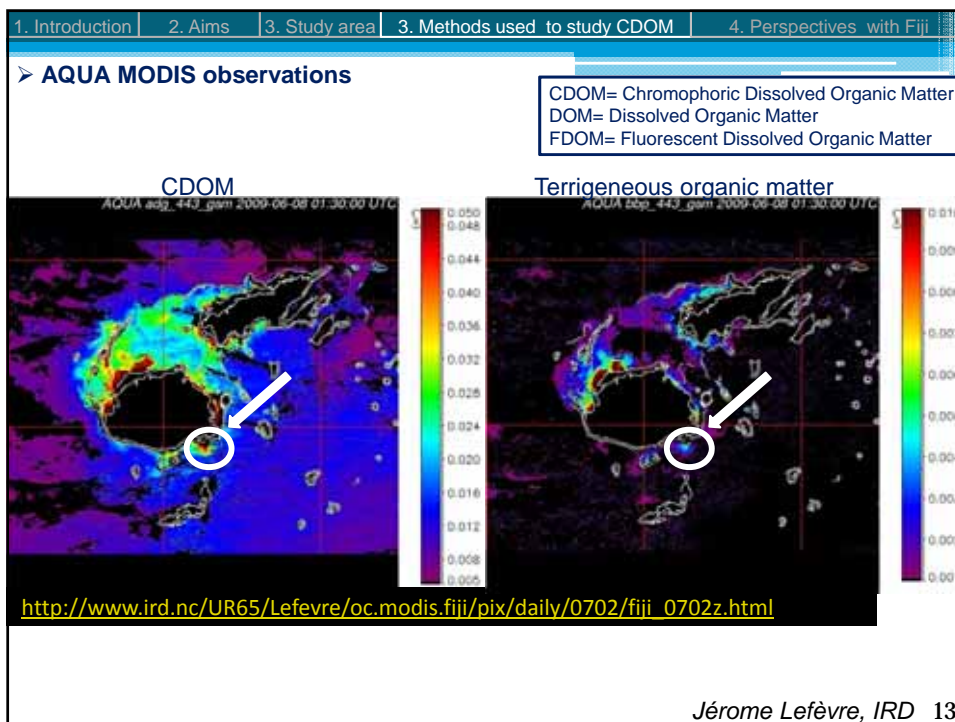 1. Introduction 2. Aims 3. Study area 3. Methods used to study CDOM 4. Perspectives with Fiji
➢ AQUA MODIS observations
CDOM= Chromophoric Dissolved Organic Matter
DOM= Dissolved Organic Matter
FDOM= Fluorescent Dissolved Organic Matter
CDOM Terrigeneous organic matter
AQUA adg_443_gsm 2009-06-08 01:30:00 UTC AQUA bbp_443_gsm 2009-06-08 01:30:00 UTC
0.050
0.048
0.040
0.036
0.032
0.028
0.024
0.020
0.016
0.012
0.008
0.005
http://www.ird.nc/UR65/Lefevre/oc.modis.fiji/pix/daily/0702/fiji_0702z.html
Jérome Lefèvre, IRD 13